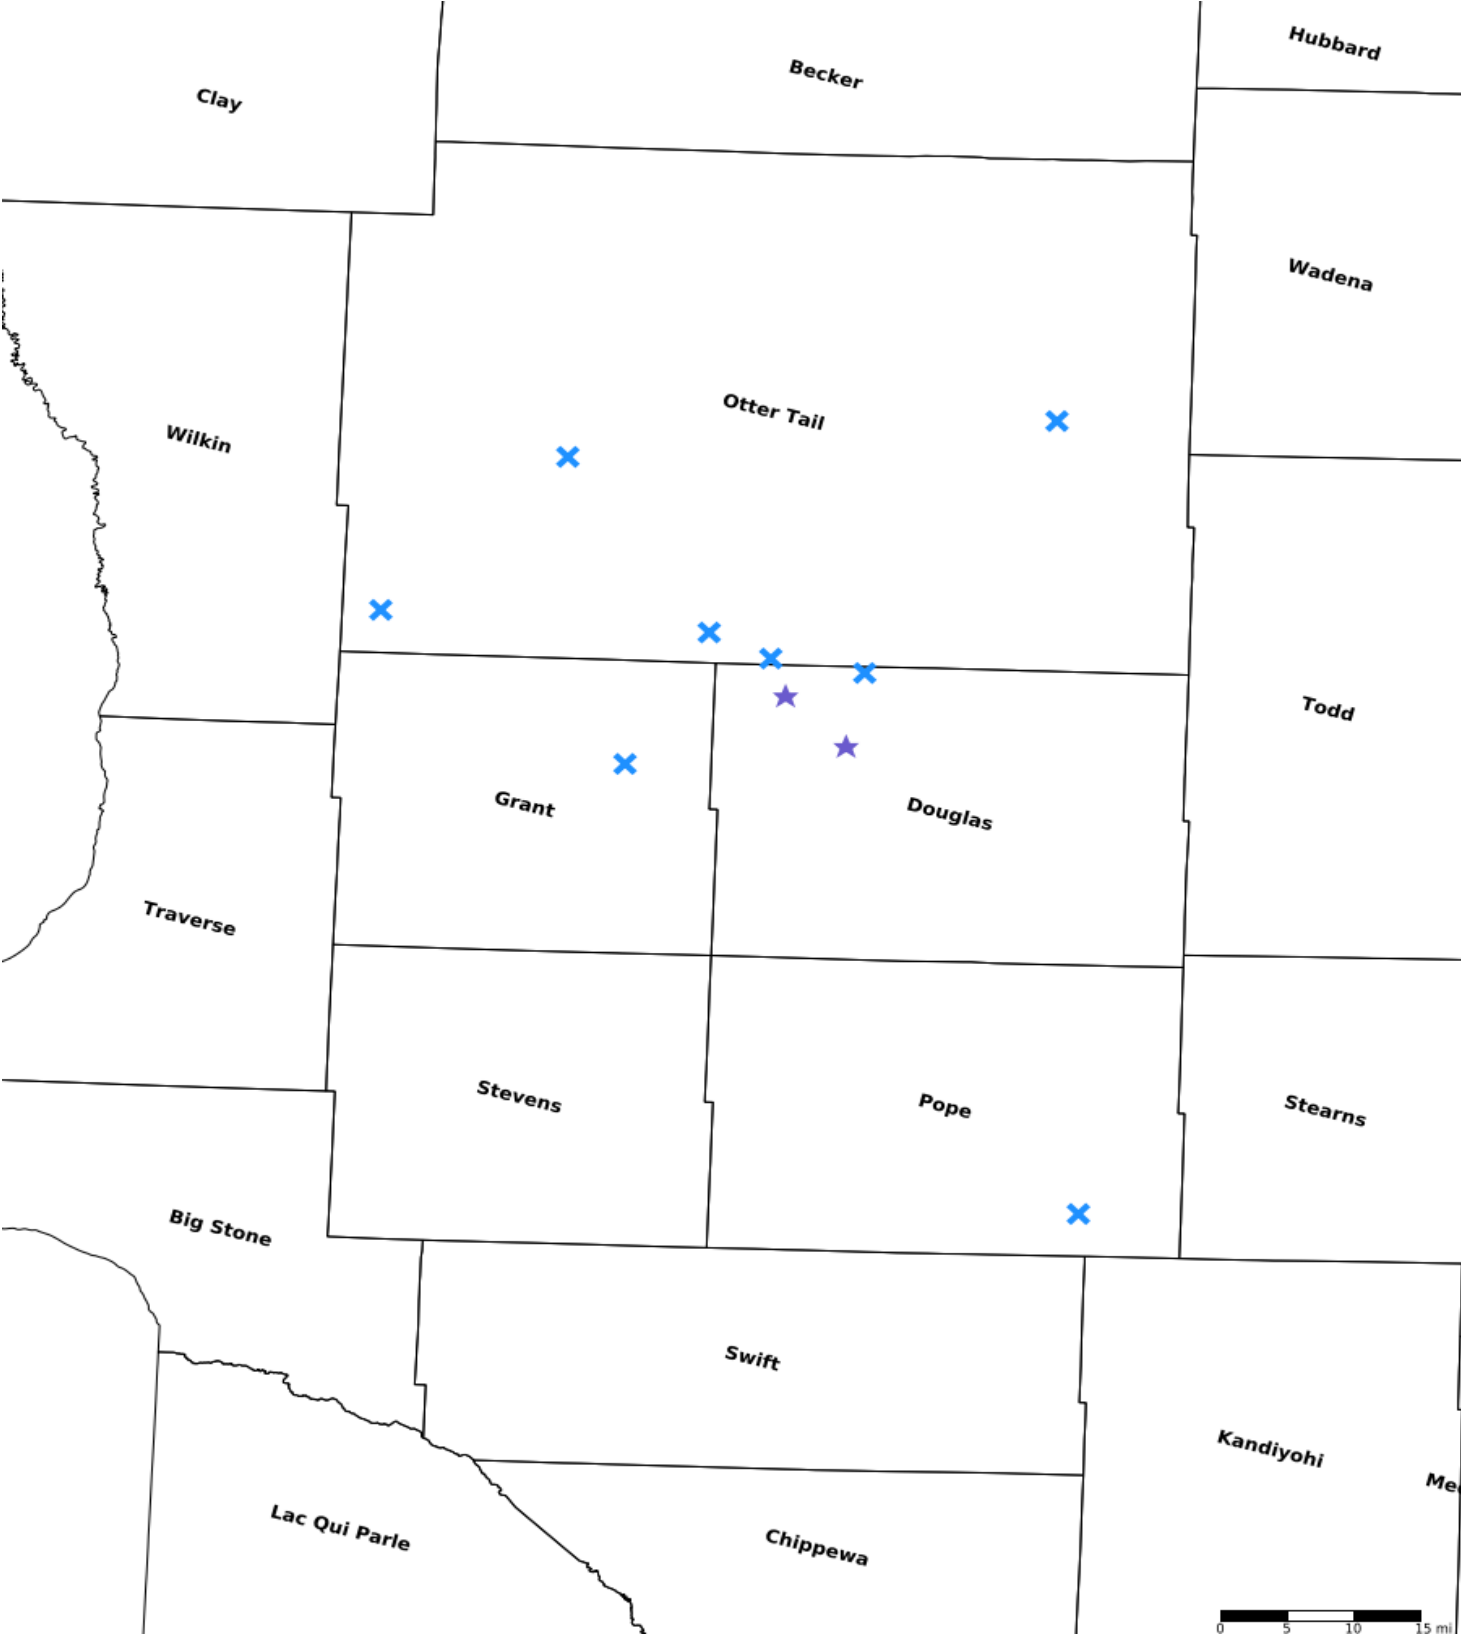 Hubbard
Becker
Clay
Wadena
Otter Tail
Wilkin
Todd
Grant
Douglas
Traverse
Stevens
Pope
Stearns
Big Stone
Swift
Kandiyohi
Mee
Lac Qui Parle
Chippewa
0 5 10 15 mi